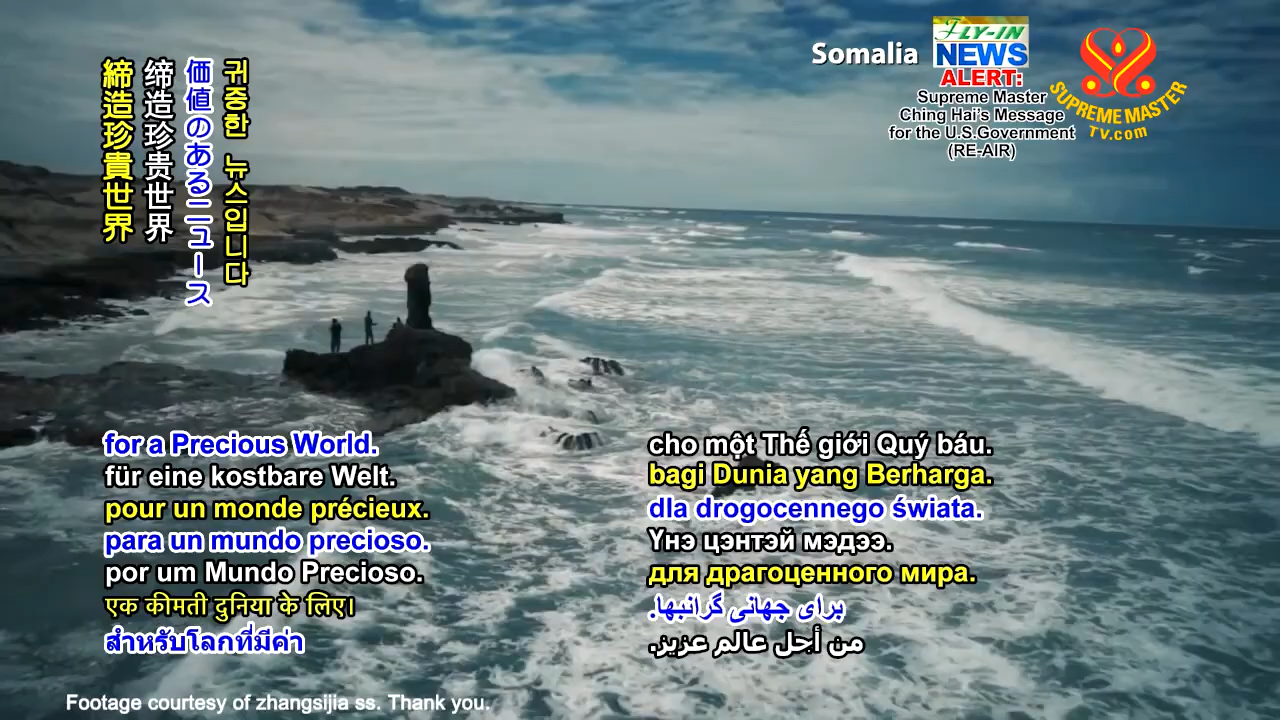 Somalia
FLY-IN
NEWS
ALERT:
Supreme Master
Ching Hai's Message
for the U.S.Government
(RE-AIR)
SUPREME MASTER
TV.com
締造珍貴世界
缔造珍贵世界
価値のあるニュース
귀중한 뉴스입니다
for a Precious World.
für eine kostbare Welt.
pour un monde précieux.
para un mundo precioso.
por um Mundo Precioso.
एक कीमती दुनिया के लिए।
สำหรับโลกที่มีค่า
cho một Thế giới Quý báu.
bagi Dunia yang Berharga.
dla drogocennego świata.
Үнэ цэнтэй мэдээ.
для драгоценного мира.
برای جهانی گرانبها.
من أجل عالم عزيز.
Footage courtesy of zhangsijia ss. Thank you.